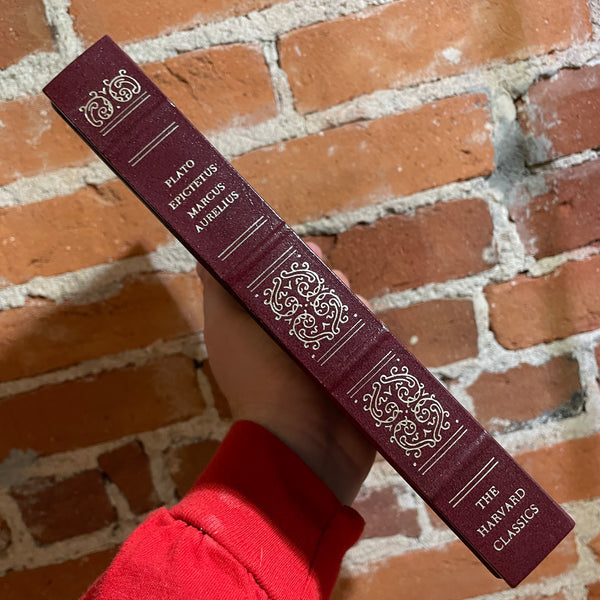 PLATO
EPICTETUS
MARCUS
AURELIUS
THE
HARVARD
CLASSICS